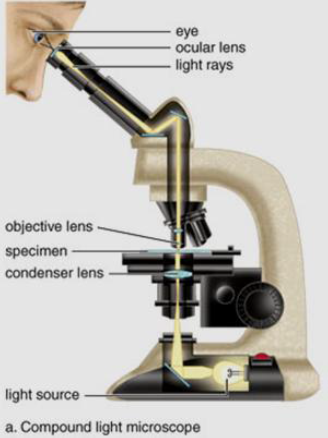 eye
ocular lens
light rays
objective lens
specimen
condenser lens
light source
a. Compound light microscope